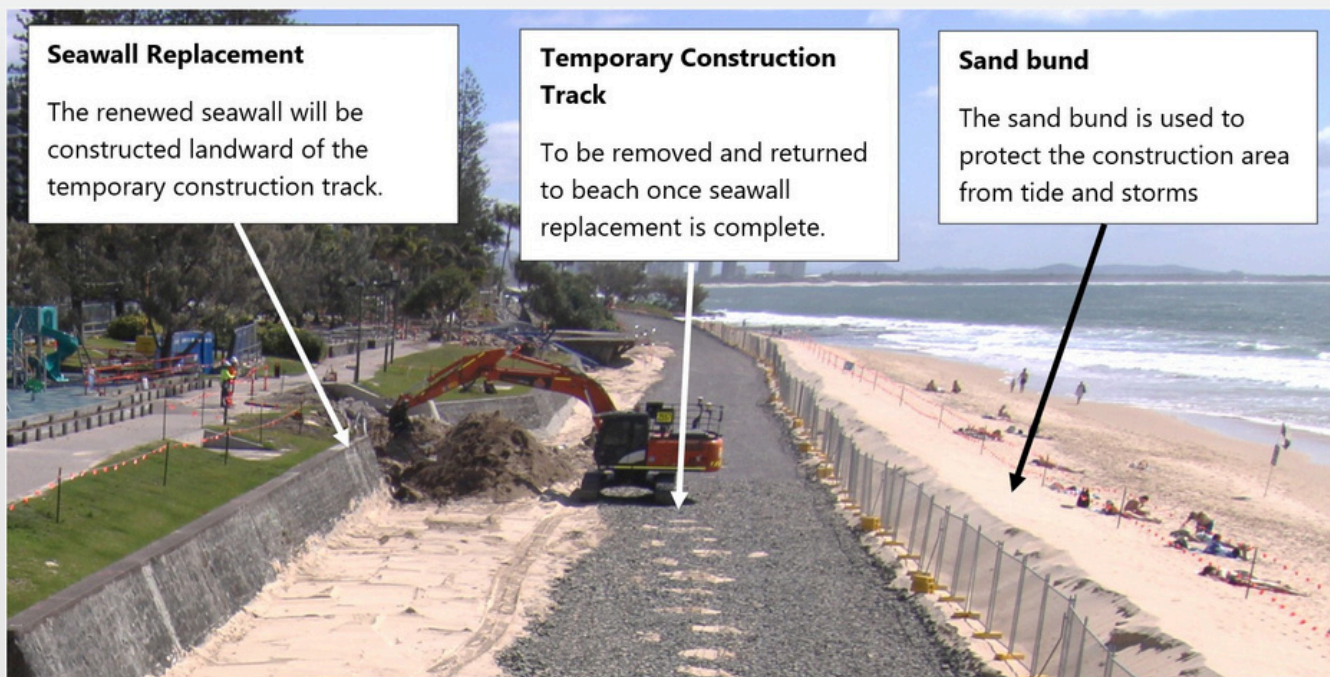 Seawall Replacement
The renewed seawall will be
constructed landward of the
temporary construction track.
Temporary Construction
Track
To be removed and returned
to beach once seawall
replacement is complete.
Sand bund
The sand bund is used to
protect the construction area
from tide and storms